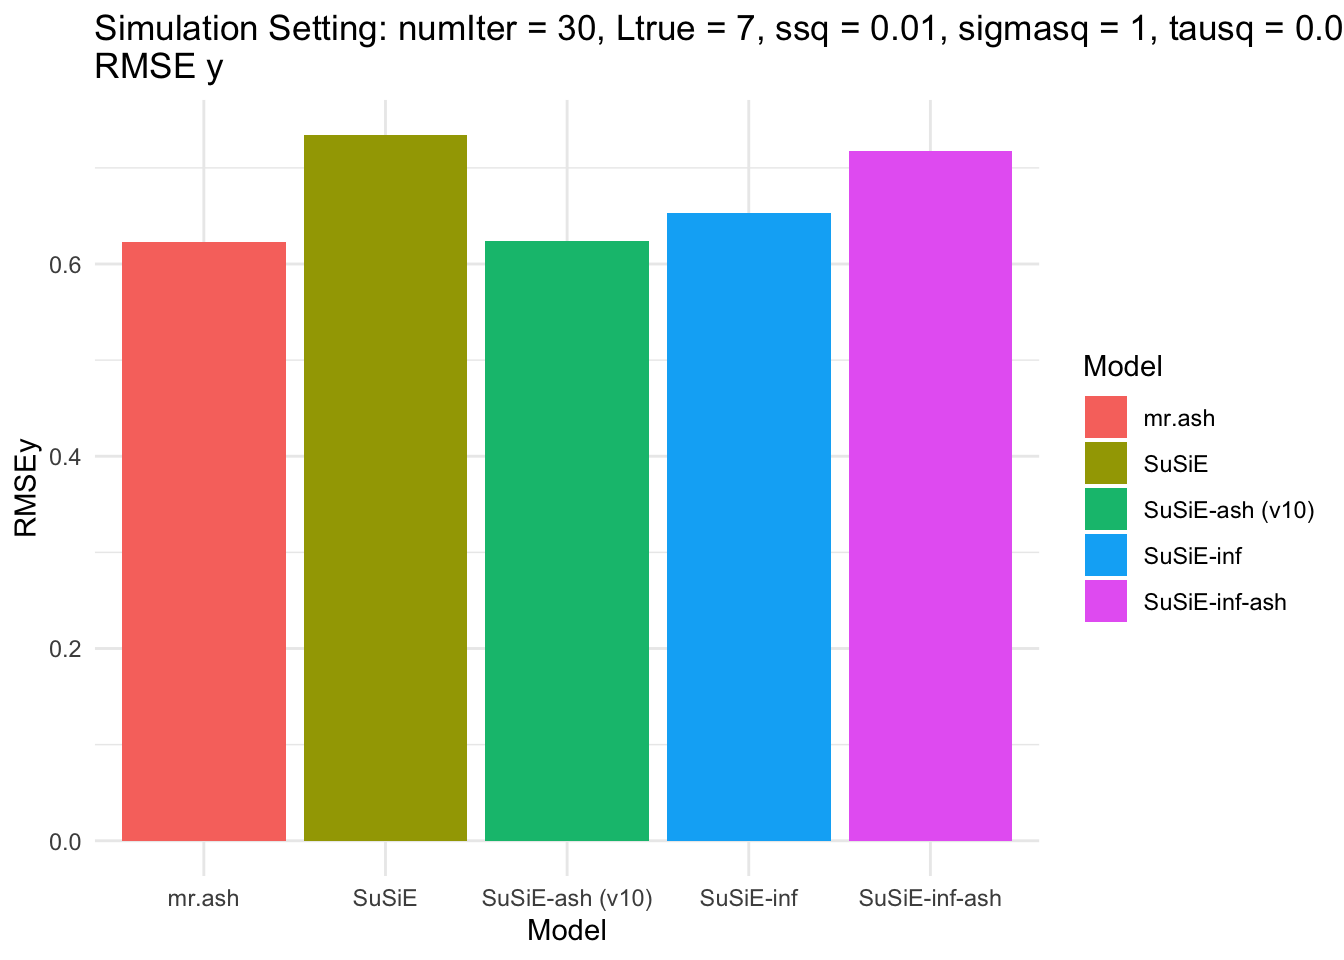 Simulation Setting: numIter = 30, Ltrue = 7, ssq = 0.01, sigmasq = 1, tausq = 0.0
RMSE y
RMSEy
0.6
0.4
0.2
0.0
mr.ash
SuSiE
SuSiE-ash (v10)
SuSiE-inf
SuSiE-inf-ash
Model
Model
mr.ash
SuSiE
SuSiE-ash (v10)
SuSiE-inf
SuSiE-inf-ash